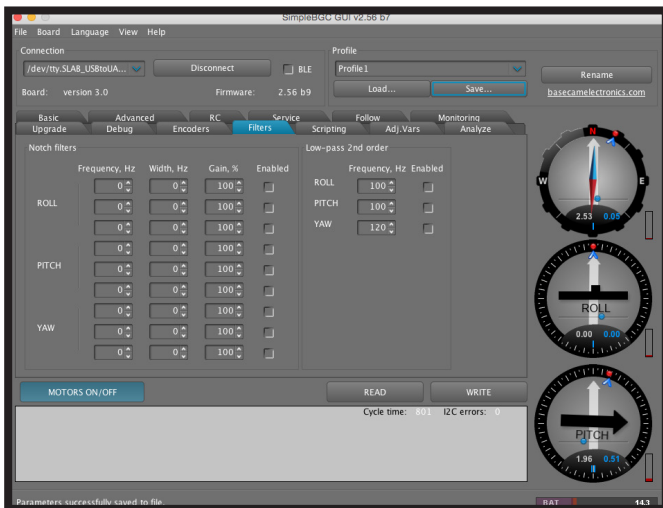 SimpleBGC GUI v2.56 b7
File Board Language View Help
Connection
/dev/tty.SLAB_USBtoUA...
Disconnect
BLE
Board: version 3.0 Firmware: 2.56 b9
Profile
Profile1
Load...
Save...
Rename
basecamelectronics.com
Basic Advanced RC Service Follow Monitoring
Upgrade Debug Encoders Filters Scripting Adj.Vars Analyze
Notch filters
Frequency, Hz Width, Hz Gain, % Enabled
0 0 100
ROLL
0 0 100
0 0 100
0 0 100
PITCH
0 0 100
0 0 100
0 0 100
YAW
0 0 100
0 0 100
Low-pass 2nd order
Frequency, Hz Enabled
ROLL 100
PITCH 100
YAW 120
N
W E
2.53 0.05
ROLL
0.00 0.00
PITCH
1.96 0.51
MOTORS ON/OFF
READ
WRITE
Cycle time: 801 I2C errors: 0
Parameters successfully saved to file.
BAT 14.3